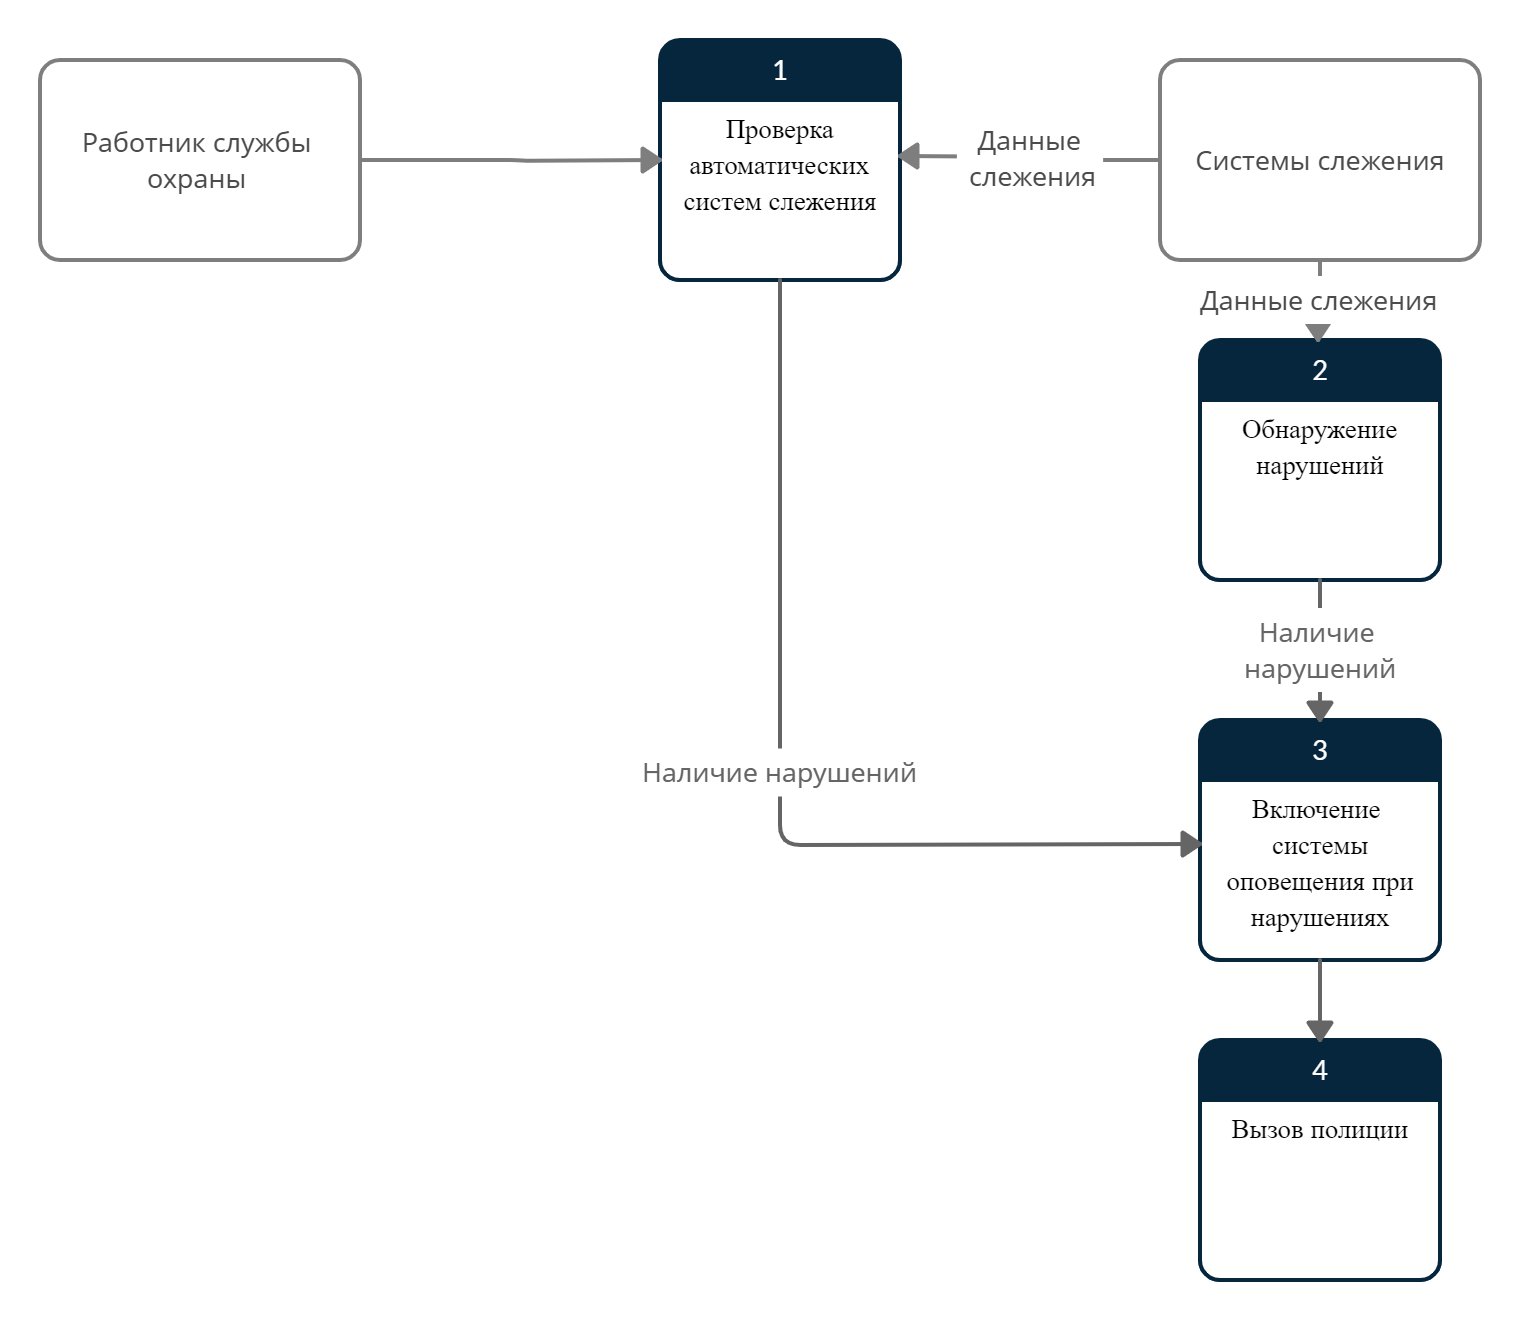 Работник службы
охраны
1
Проверка
автоматических
систем слежения
Данные
слежения
Системы слежения
Данные слежения
2
Обнаружение
нарушений
Наличие
нарушений
Наличие нарушений
3
Включение
системы
оповещения при
нарушениях
4
Вызов полиции